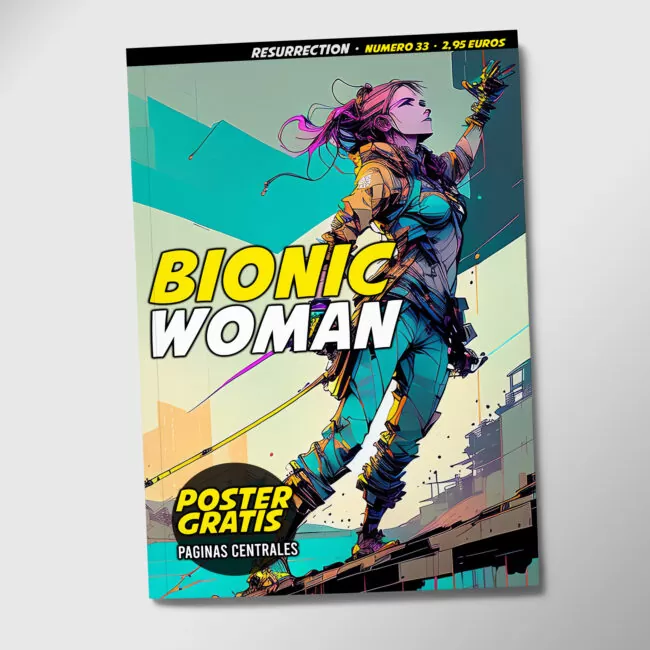 RESURRECTION · NUMERO 33 · 2,95 EUROS
BIONIC
WOMAN
POSTER
GRATIS
PAGINAS CENTRALES